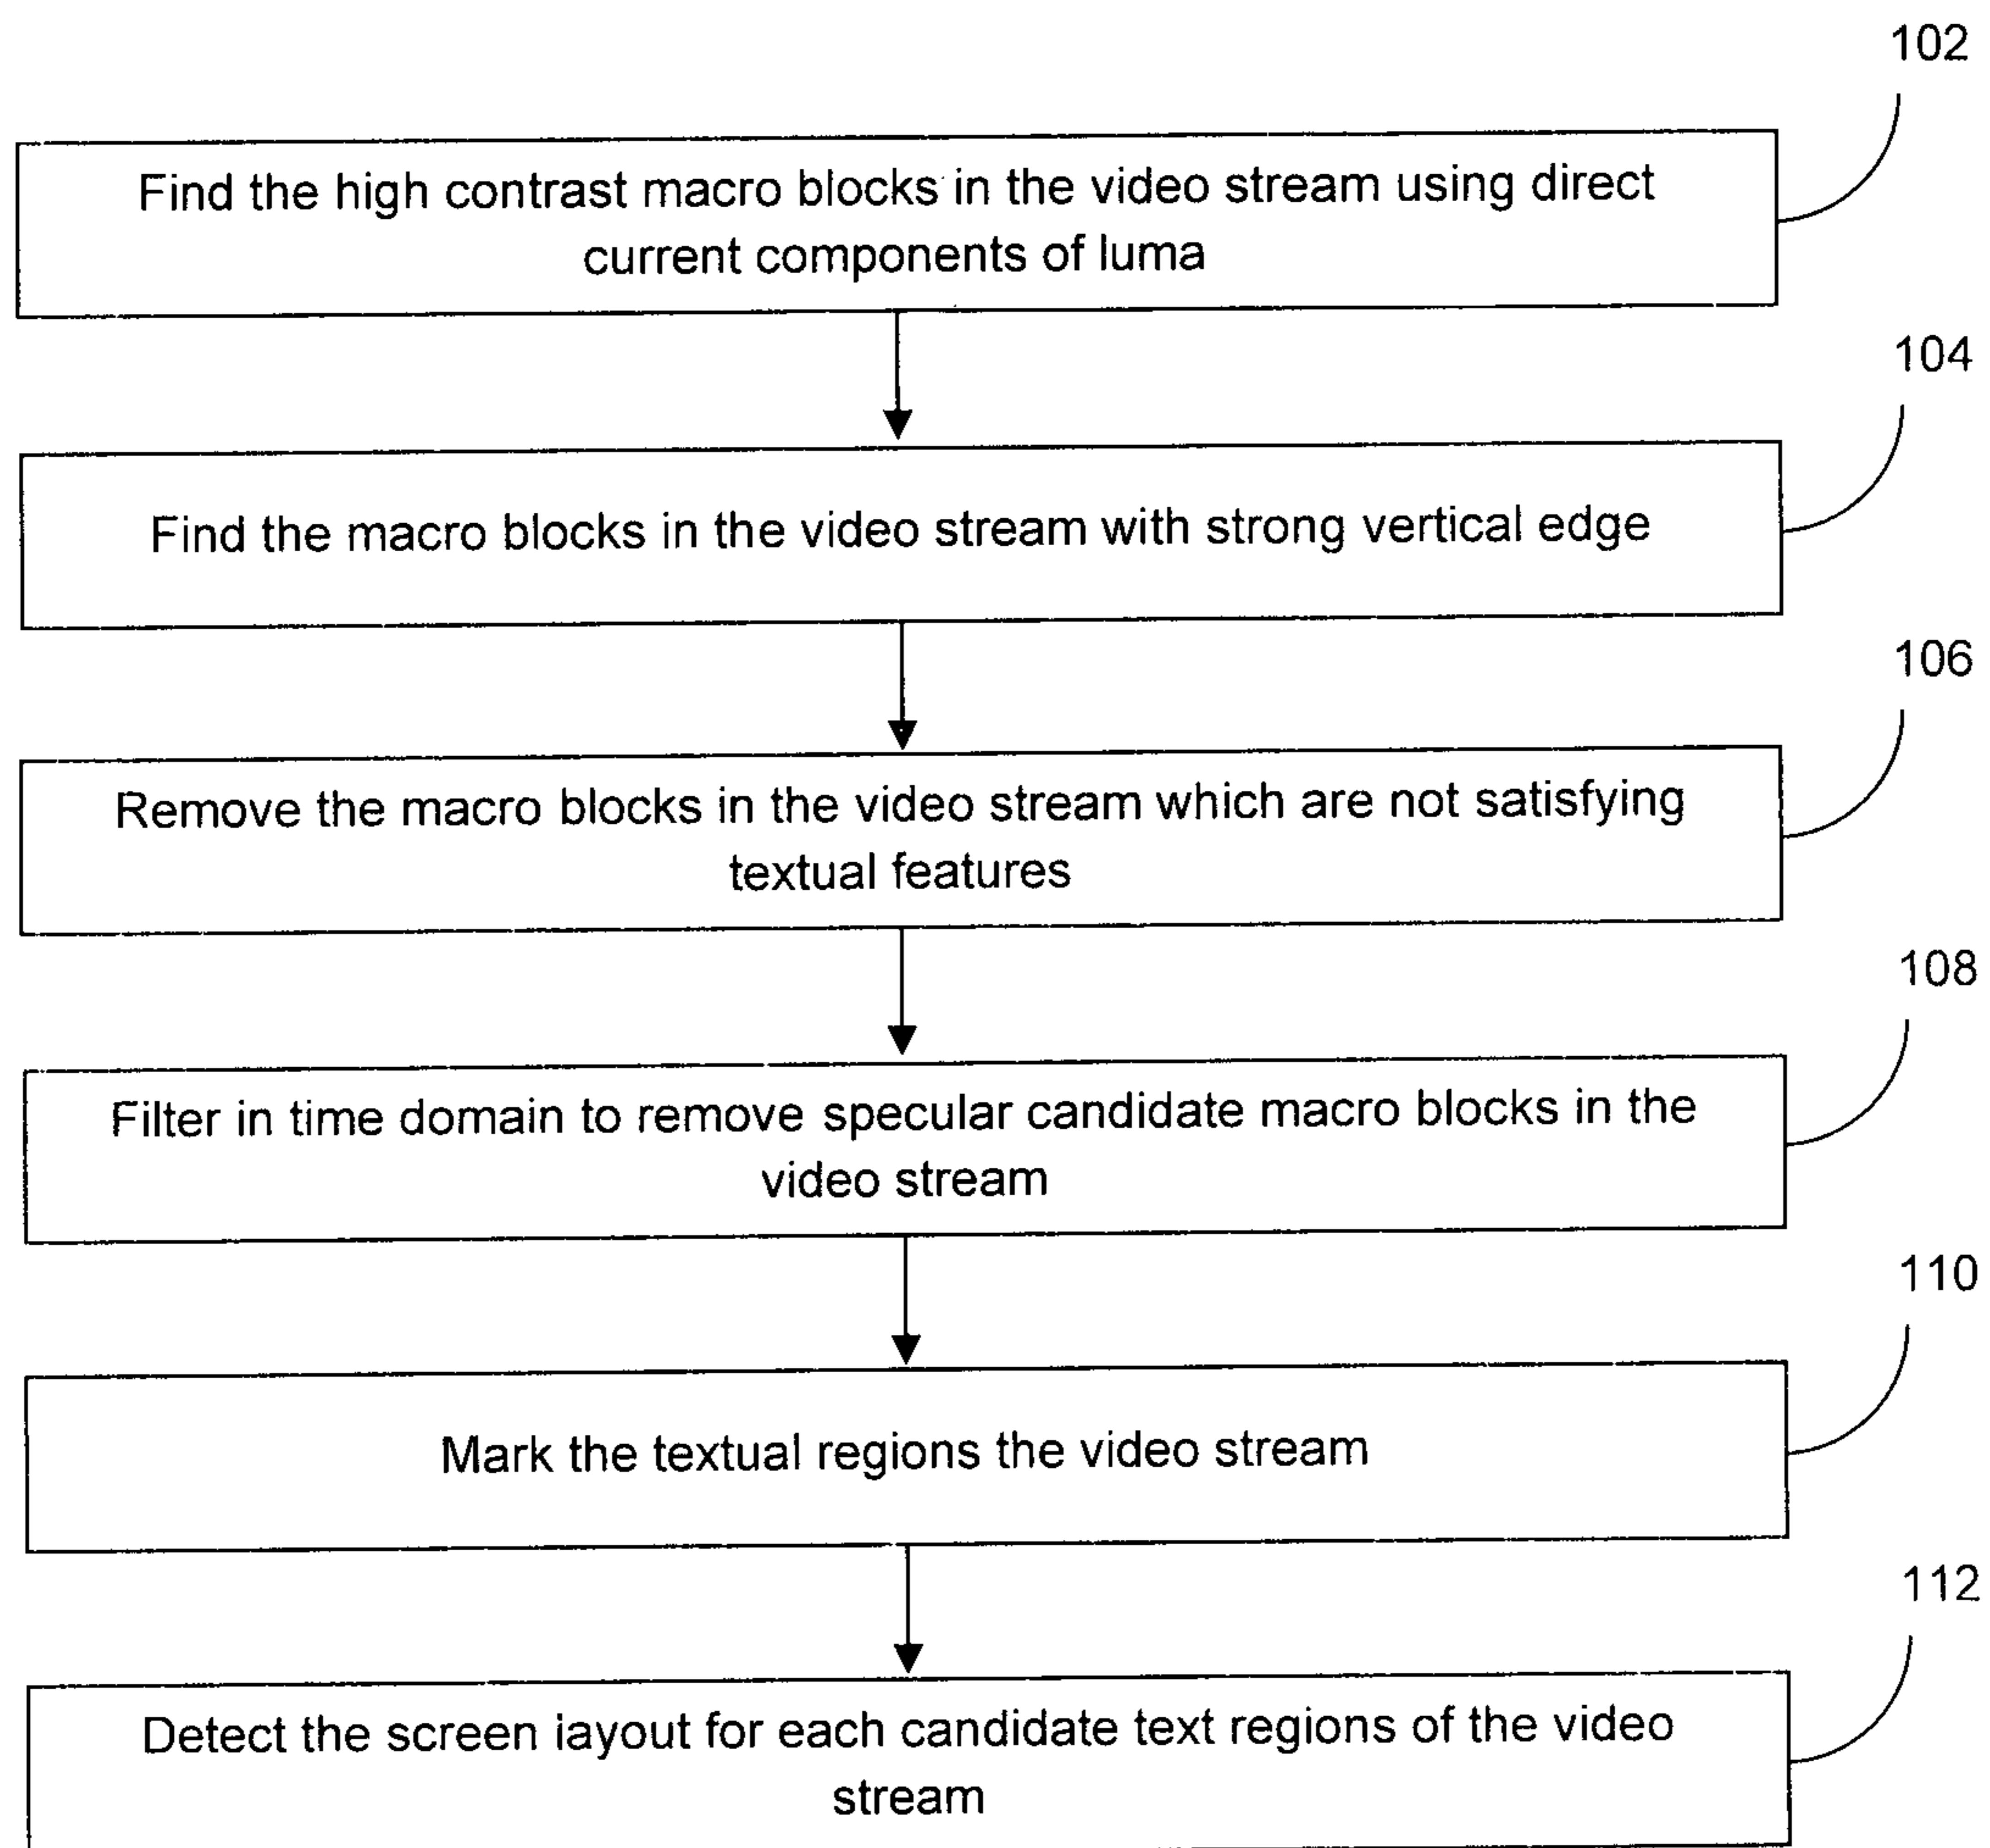 102
Find the high contrast macro blocks in the video stream using direct
current components of luma
104
Find the macro blocks in the video stream with strong vertical edge
106
Remove the macro blocks in the video stream which are not satisfying
textual features
108
Filter in time domain to remove specular candidate macro blocks in the
video stream
110
Mark the textual regions the video stream
112
Detect the screen iayout for each candidate text regions of the video
stream